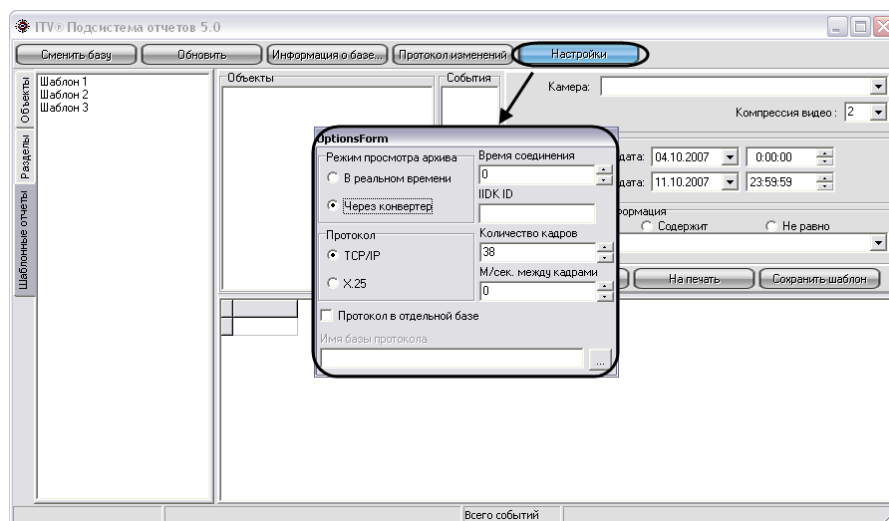 ITV® Подсистема отчетов 5.0
Сменить базу
Обновить
Информация о базе...
Протокол изменений
Настройки
Объекты
Разделы
Шаблонные отчеты
Шаблон 1
Шаблон 2
Шаблон 3
Объекты
События
Камера:
Компрессия видео :
2
дата:
04.10.2007
0:00:00
дата:
11.10.2007
23:59:59
Содержит
Не равно
На печать
Сохранить шаблон
OptionsForm
Режим просмотра архива
В реальном времени
Через конвертер
Время соединения
0
IIDK ID
Протокол
TCP/IP
X.25
Количество кадров
38
М/сек. между кадрами
0
Протокол в отдельной базе
Имя базы протокола
...
Всего событий